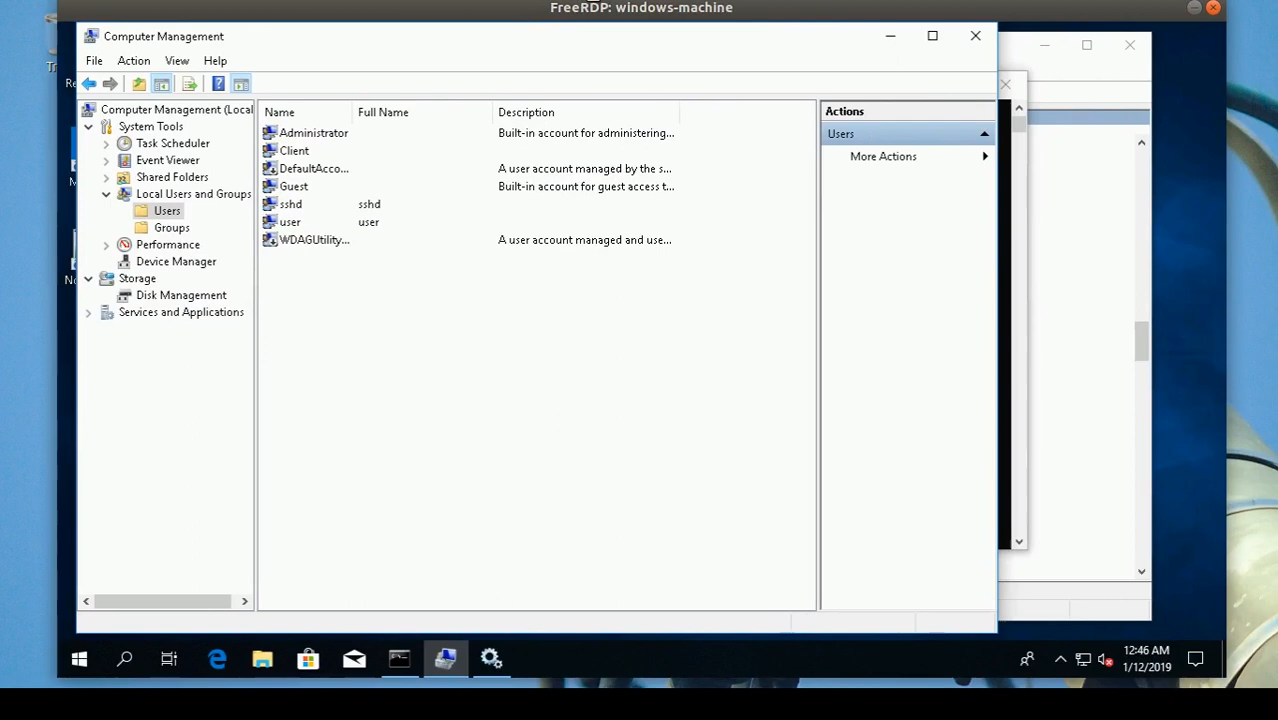 FreeRDP: windows-machine
Computer Management
File Action View Help
Computer Management (Local
System Tools
Task Scheduler
Event Viewer
Shared Folders
Local Users and Groups
Users
Groups
Performance
Device Manager
Storage
Disk Management
Services and Applications
Name Full Name Description
Administrator Built-in account for administering...
Client
DefaultAcco... A user account managed by the s...
Guest Built-in account for guest access t...
sshd sshd
user user
WDAGUtility... A user account managed and use...
Actions
Users
More Actions
12:46 AM
1/12/2019